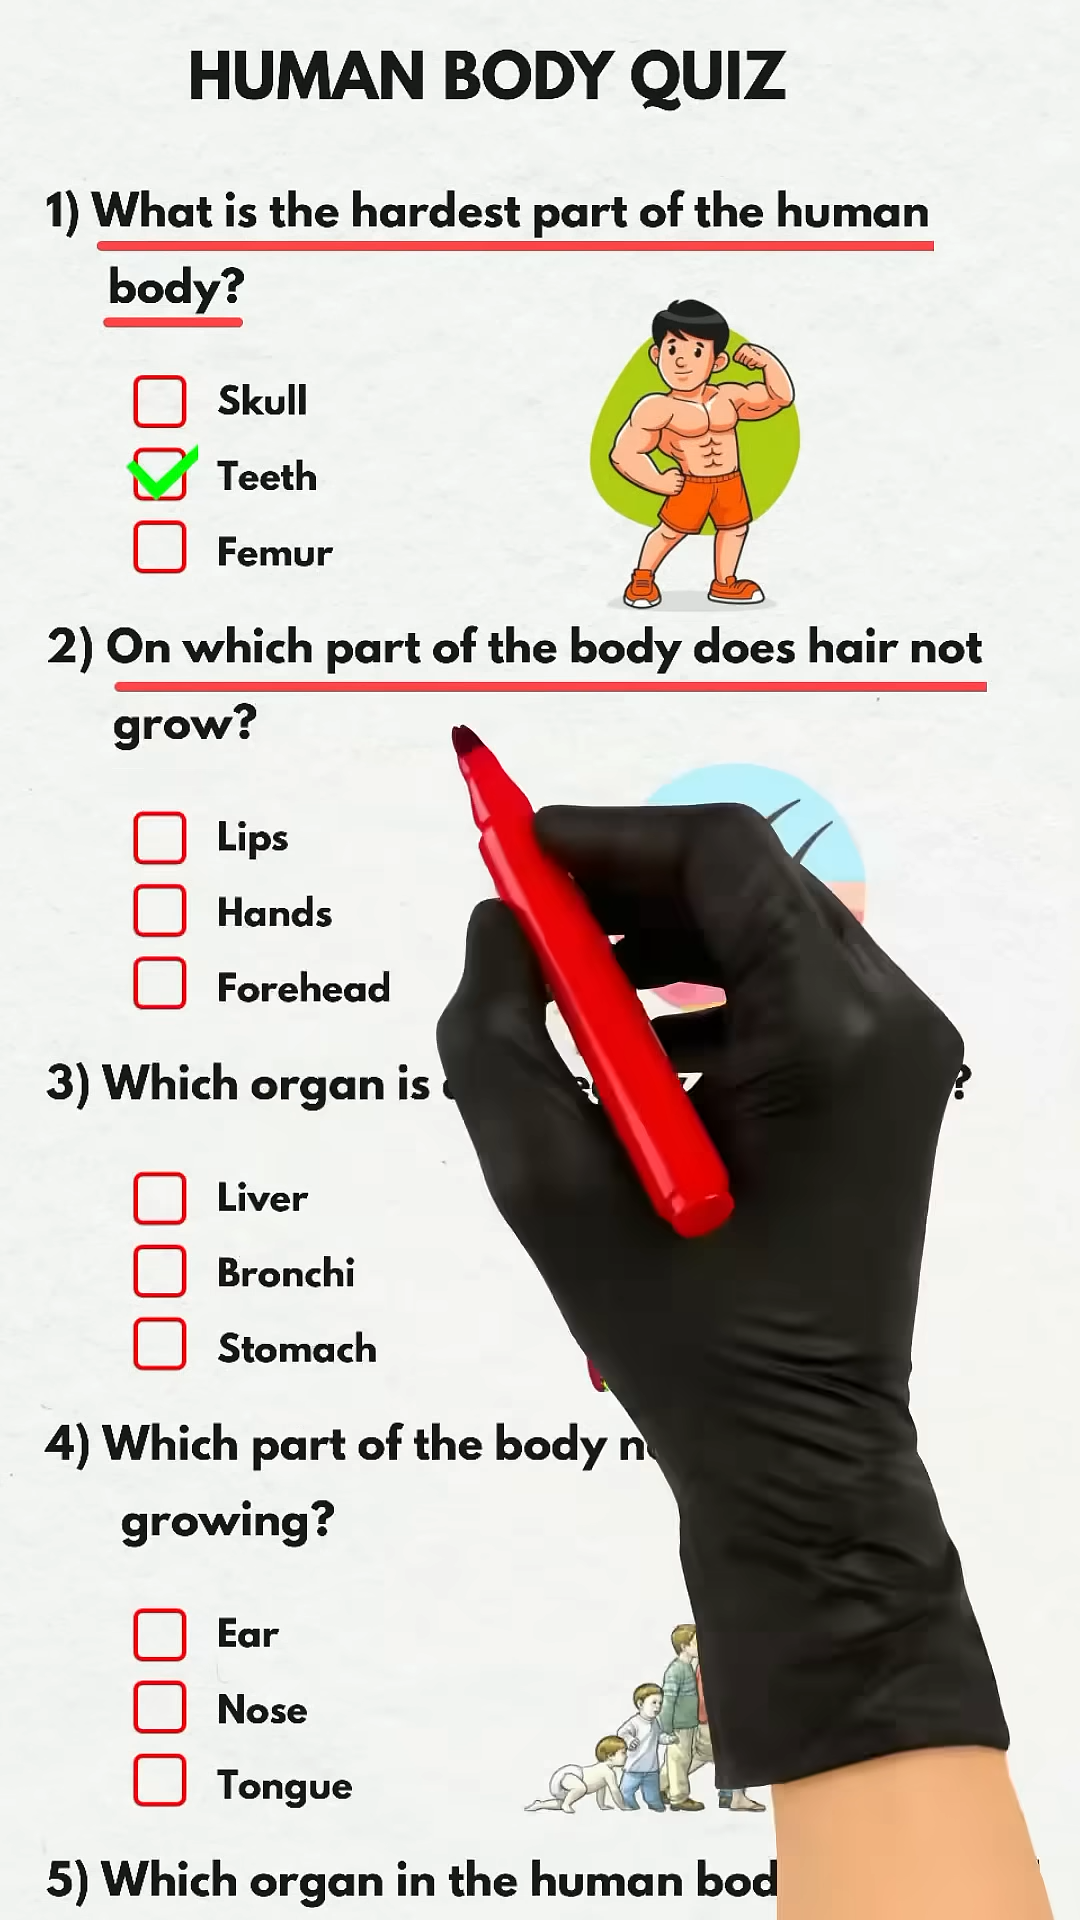 HUMAN BODY QUIZ
1) What is the hardest part of the human
body?
Skull
Teeth
Femur
2) On which part of the body does hair not
grow?
Lips
Hands
Forehead
3) Which organ is ?
Liver
Bronchi
Stomach
4) Which part of the body
growing?
Ear
Nose
Tongue
5) Which organ in the human